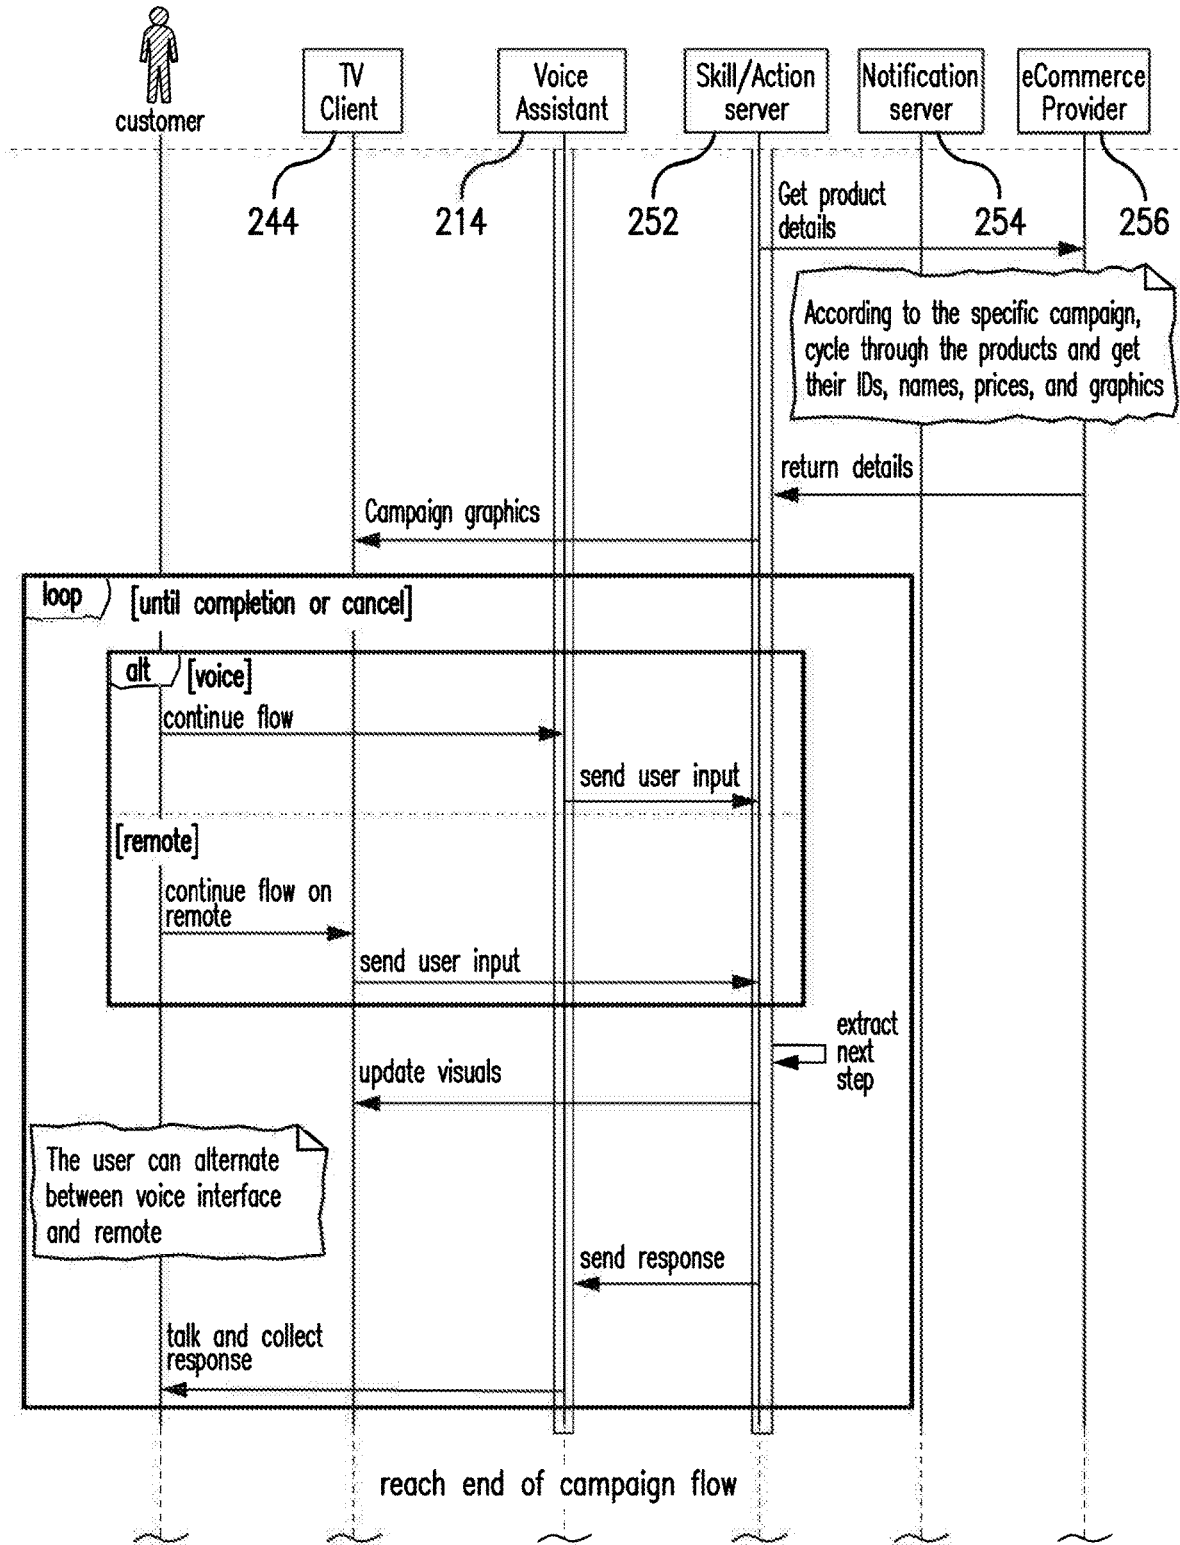 customer
TV
Client
Voice
Assistant
Skill/Action
server
Notification
server
eCommerce
Provider
244
214
252
254
256
Get product
details
According to the specific campaign,
cycle through the products and get
their IDs, names, prices, and graphics
return details
Campaign graphics
loop
[until completion or cancel]
alt
[voice]
continue flow
send user input
[remote]
continue flow on
remote
send user input
extract
next
step
update visuals
The user can alternate
between voice interface
and remote
send response
talk and collect
response
reach end of campaign flow